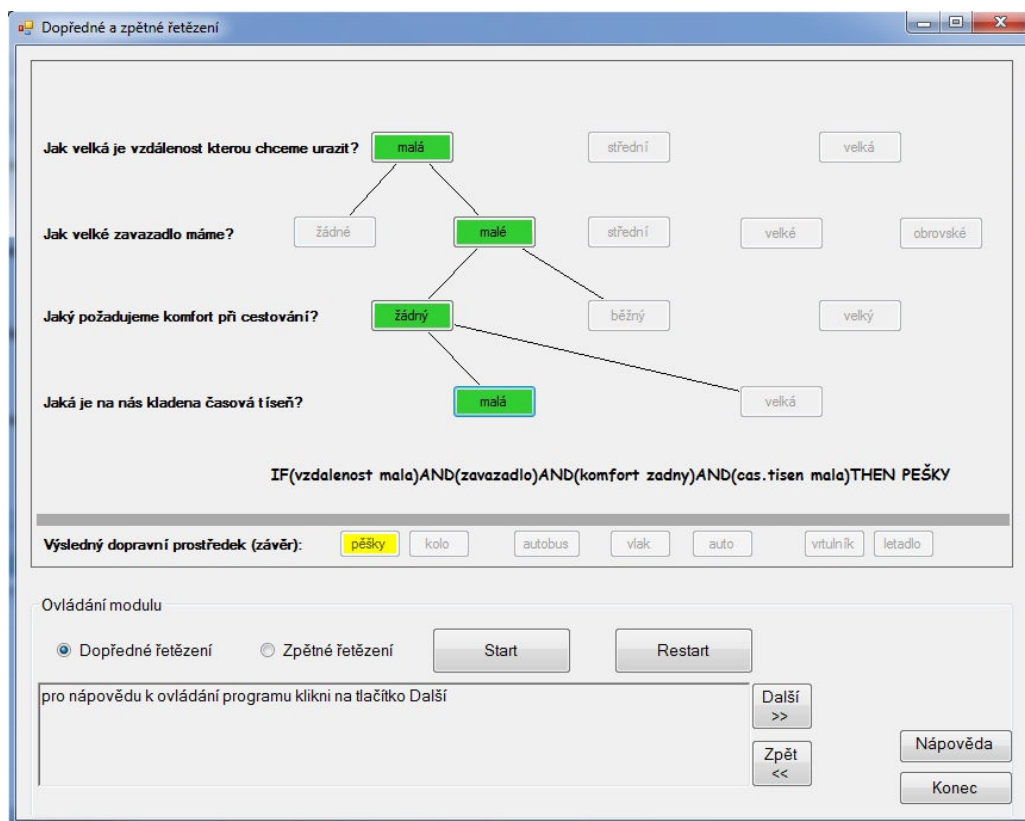 Dopředné a zpětné řetězení
Jak velká je vzdálenost kterou chceme urazit? malá střední velká
Jak velké zavazadlo máme? žádné malé střední velké obrovské
Jaký požadujeme komfort při cestování? žádný běžný velký
Jaká je na nás kladena časová tíseň? malá velká
IF(vzdalenost mala)AND(zavazadlo)AND(komfort zadny)AND(cas.tisen mala)THEN PEŠKY
Výsledný dopravní prostředek (závěr): pěšky kolo autobus vlak auto vrtulník letadlo
Ovládání modulu
Dopředné řetězení Zpětné řetězení Start Restart
pro nápovědu k ovládání programu klikni na tlačítko Další
Další
>>
Zpět
<<
Nápověda
Konec